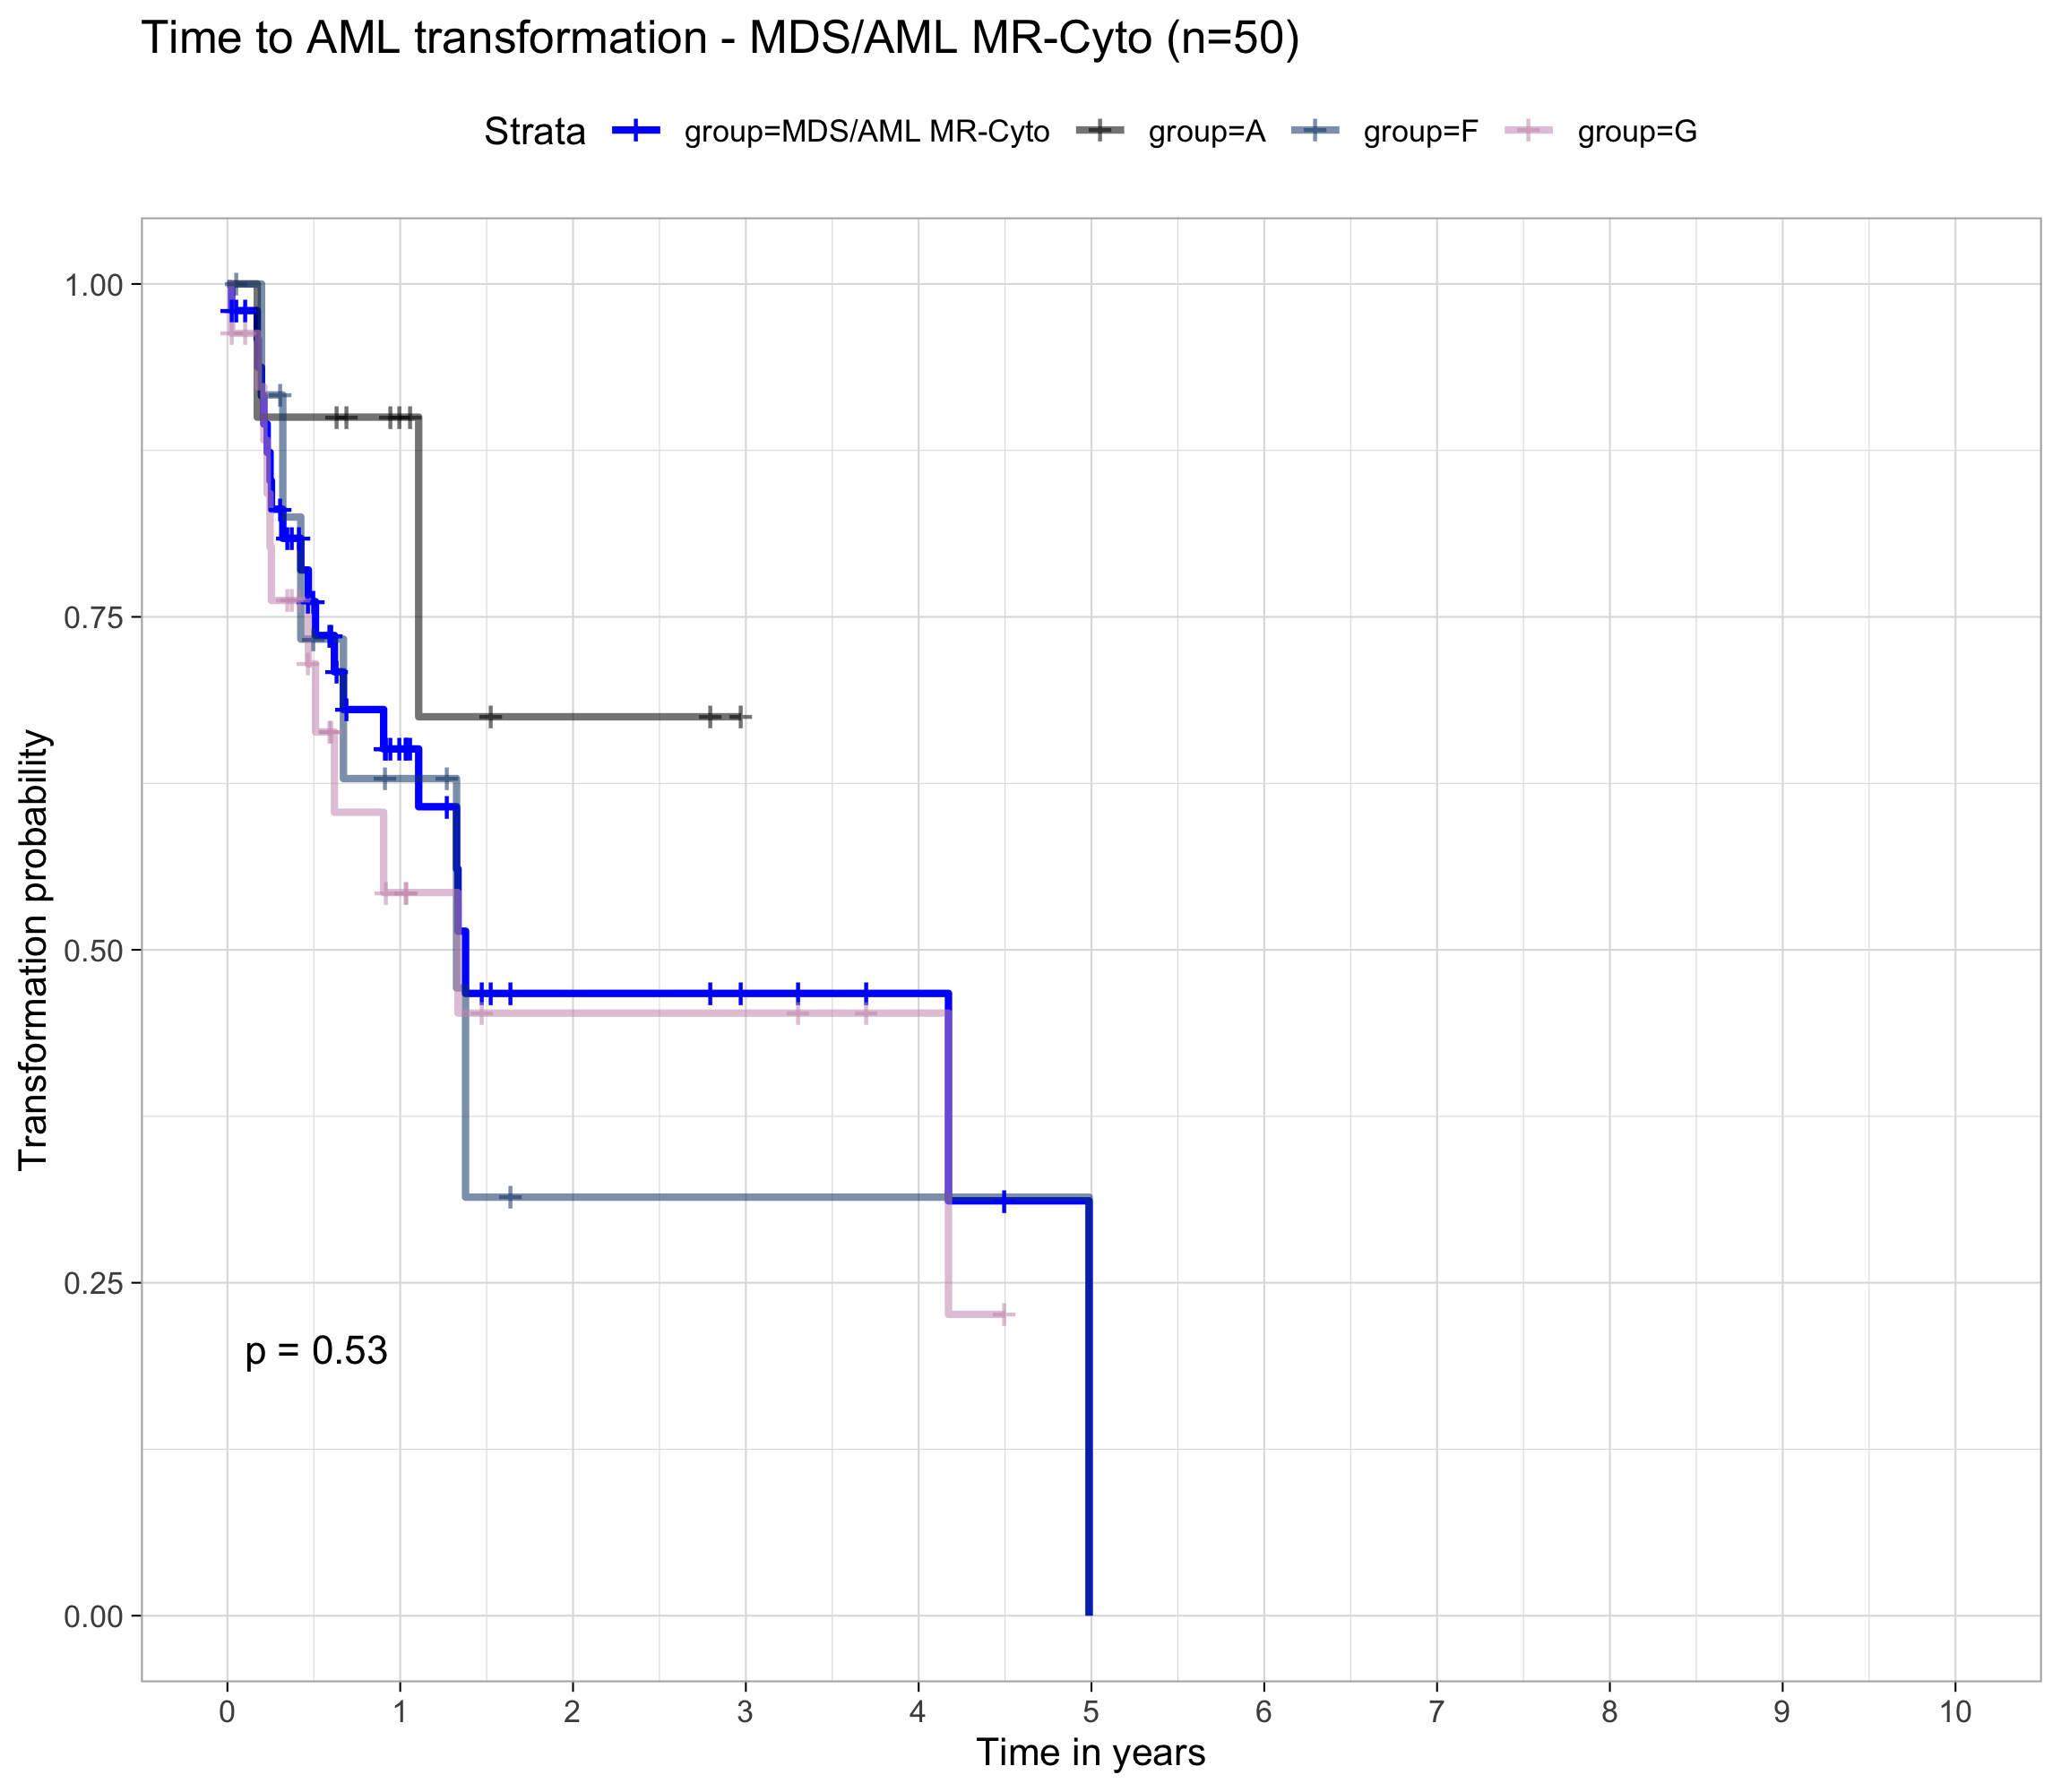 Time to AML transformation - MDS/AML MR-Cyto (n=50)
Strata group=MDS/AML MR-Cyto group=A group=F group=G
Transformation probability
1.00
0.75
0.50
0.25
0.00
p = 0.53
0 1 2 3 4 5 6 7 8 9 10
Time in years